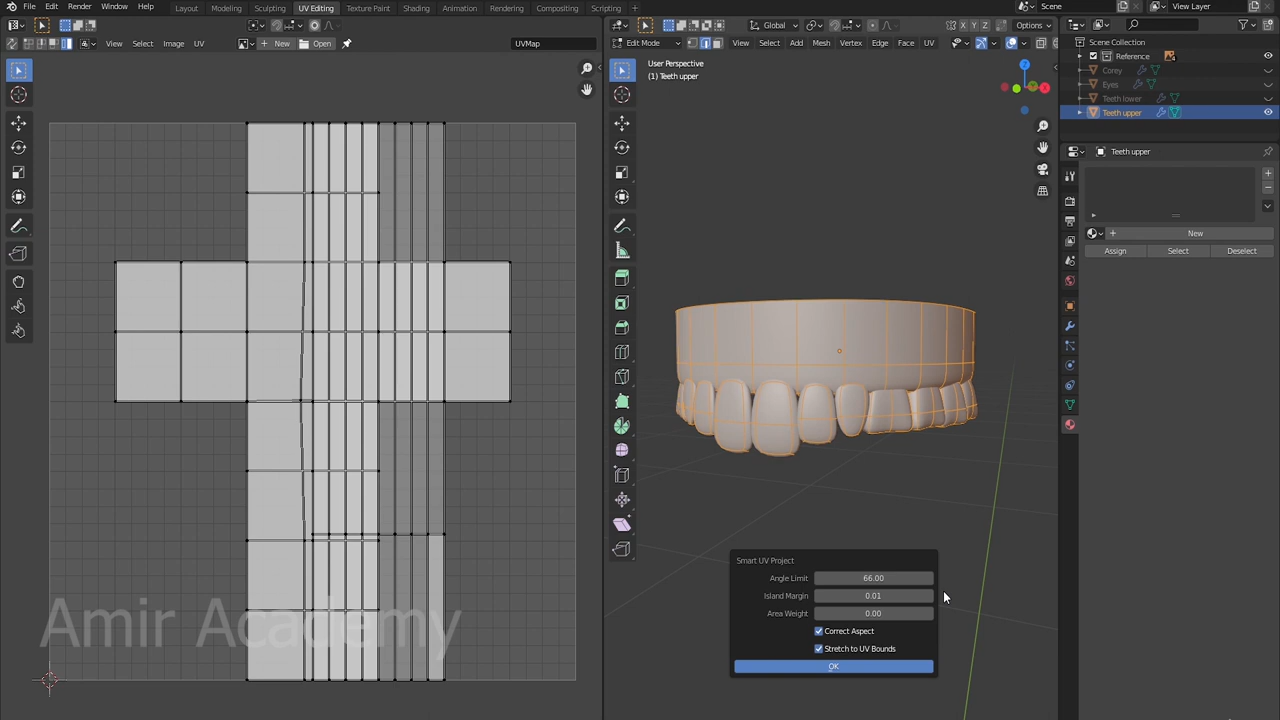 File Edit Render Window Help Layout Modeling Sculpting UV Editing Texture Paint Shading Animation Rendering Compositing Scripting Scene View Layer
Global Options
View Select Image UV New Open UVMap
Edit Mode View Select Add Mesh Vertex Edge Face UV
X Y Z
User Perspective
(1) Teeth upper
Z
X
Y
Scene Collection
Reference
Corey
Eyes
Teeth lower
Teeth upper
Teeth upper
New
Assign Select Deselect
Smart UV Project
Angle Limit 66.00
Island Margin 0.01
Area Weight 0.00
Correct Aspect
Stretch to UV Bounds
OK
Amir Academy